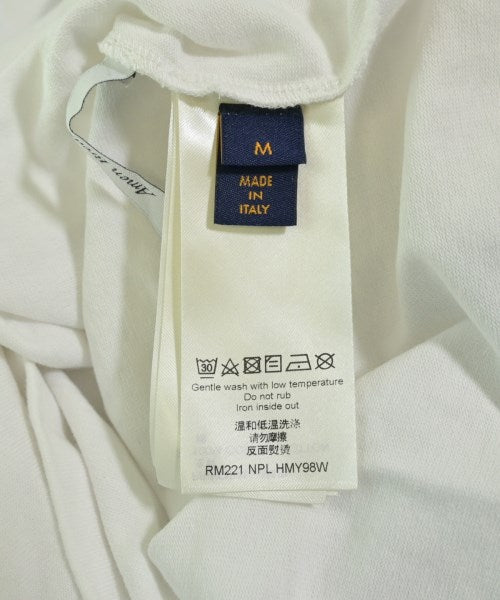 M
MADE
IN
ITALY
30
Gentle wash with low temperature
Do not rub
Iron inside out
温和低温洗涤
请勿摩擦
反面熨烫
RM221 NPL HMY98W